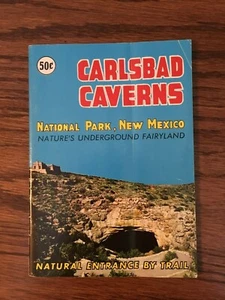 50¢
CARLSBAD
CAVERNS
NATIONAL PARK, NEW MEXICO
NATURE'S UNDERGROUND FAIRYLAND
NATURAL ENTRANCE BY TRAIL